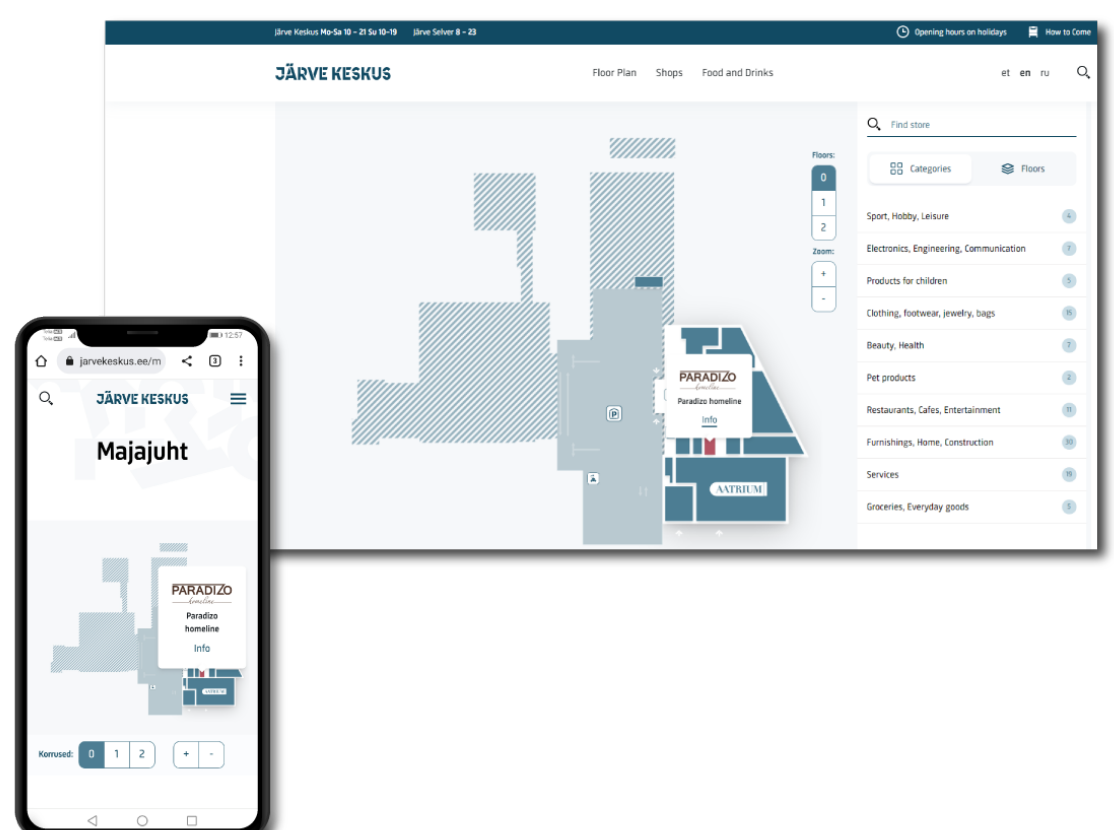 Järve Keskus Mo-Sa 10 – 21 Su 10–19 Järve Selver 8 – 23
Opening hours on holidays How to Come
JÄRVE KESKUS
Floor Plan Shops Food and Drinks
et en ru
Find store
Categories Floors
Sport, Hobby, Leisure 4
Electronics, Engineering, Communication 7
Products for children 5
Clothing, footwear, jewelry, bags 15
Beauty, Health 7
Pet products 2
Restaurants, Cafes, Entertainment 11
Furnishings, Home, Construction 30
Services 19
Groceries, Everyday goods 5
Floors:
0
1
2
Zoom:
+
-
PARADIZO
homeline
Paradizo homeline
Info
P
AATRIUM
12:57
jarvekeskus.ee/m 3
JÄRVE KESKUS
Majajuht
PARADIZO
homeline
Paradizo
homeline
Info
AATRIUM
Korrused: 0 1 2 + -